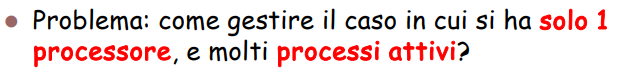 • Problema: come gestire il caso in cui si ha solo 1
processore, e molti processi attivi?